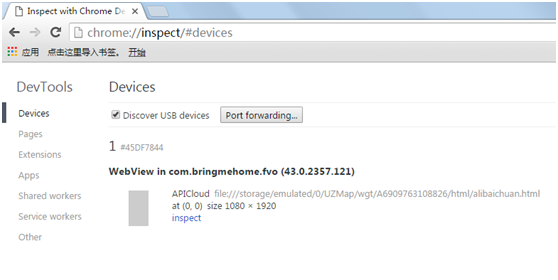 Inspect with Chrome De
chrome://inspect/#devices
应用 点击这里导入书签。 开始
DevTools
Devices
Pages
Extensions
Apps
Shared workers
Service workers
Other
Devices
Discover USB devices Port forwarding...
1 #45DF7844
WebView in com.bringmehome.fvo (43.0.2357.121)
APICloud file:///storage/emulated/0/UZMap/wgt/A6909763108826/html/alibaichuan.html
at (0, 0) size 1080 × 1920
inspect